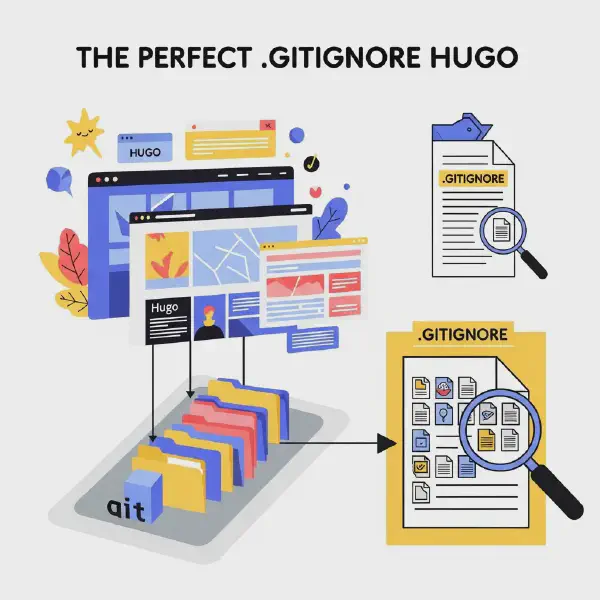 THE PERFECT .GITIGNORE HUGO
HUGO
.GITIGNORE
Hugo
.GITIGNORE
ait